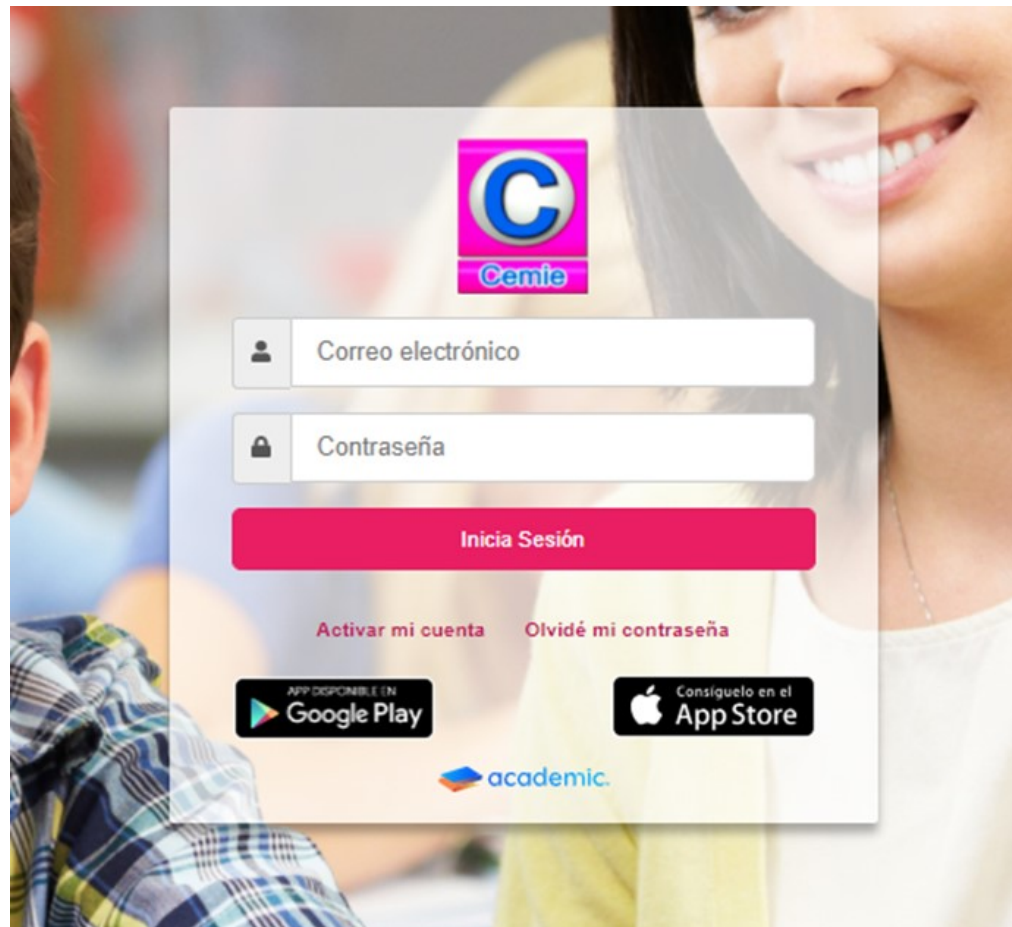 C
Cemie
Correo electrónico
Contraseña
Inicia Sesión
Activar mi cuenta Olvidé mi contraseña
APP DISPONIBLE EN
Google Play
Consíguelo en el
App Store
academic.